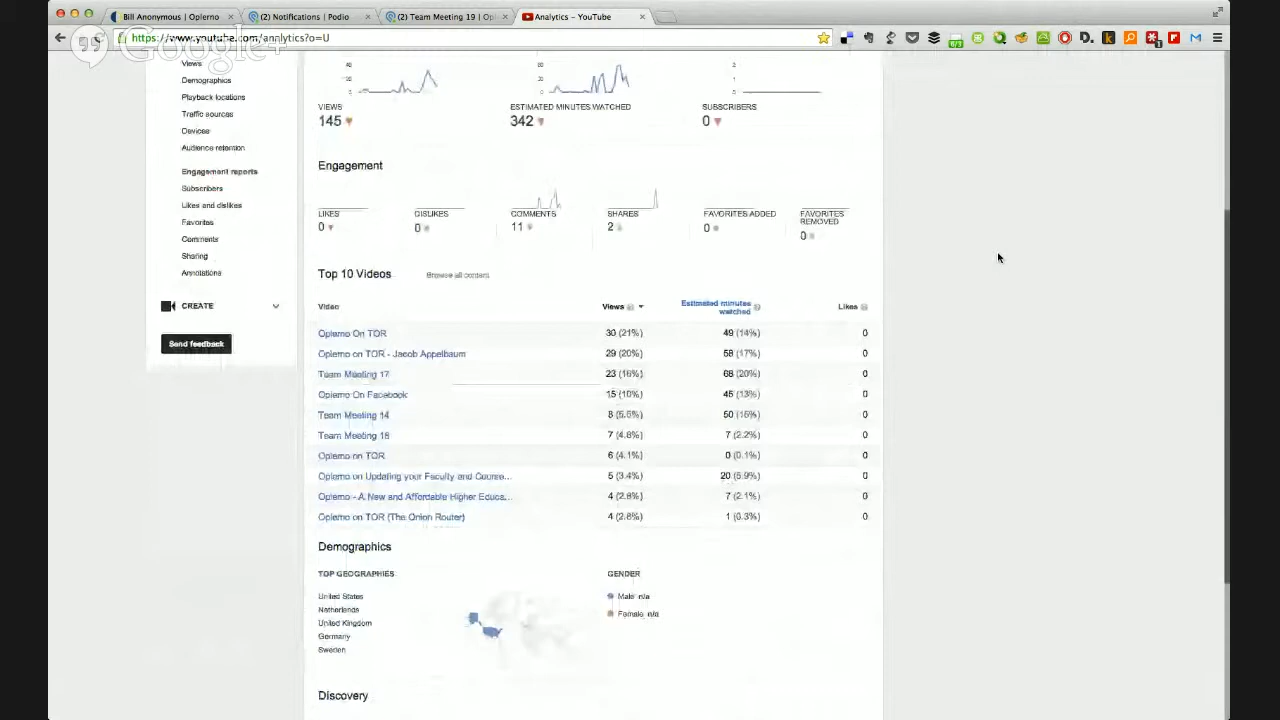 Bill Anonymous | Oplerno
(2) Notifications | Podio
(2) Team Meeting 19 | Opl
Analytics - YouTube
https://www.youtube.com/analytics?o=U
Google+
Views
Demographics
Playback locations
Traffic sources
Devices
Audience retention
Engagement reports
Subscribers
Likes and dislikes
Favorites
Comments
Sharing
Annotations
CREATE
Send feedback
VIEWS
145
ESTIMATED MINUTES WATCHED
342
SUBSCRIBERS
0
Engagement
LIKES
0
DISLIKES
0
COMMENTS
11
SHARES
2
FAVORITES ADDED
0
FAVORITES REMOVED
0
Top 10 Videos Browse all content
Video Views Estimated minutes watched Likes
Oplerno On TOR 30 (21%) 49 (14%) 0
Oplerno on TOR - Jacob Appelbaum 29 (20%) 58 (17%) 0
Team Meeting 17 23 (16%) 68 (20%) 0
Oplerno On Facebook 15 (10%) 45 (13%) 0
Team Meeting 14 8 (5.5%) 50 (15%) 0
Team Meeting 18 7 (4.8%) 7 (2.2%) 0
Oplerno on TOR 6 (4.1%) 0 (0.1%) 0
Oplerno on Updating your Faculty and Course... 5 (3.4%) 20 (5.9%) 0
Oplerno - A New and Affordable Higher Educa... 4 (2.8%) 7 (2.1%) 0
Oplerno on TOR (The Onion Router) 4 (2.8%) 1 (0.3%) 0
Demographics
TOP GEOGRAPHIES
United States
Netherlands
United Kingdom
Germany
Sweden
GENDER
Male n/a
Female n/a
Discovery